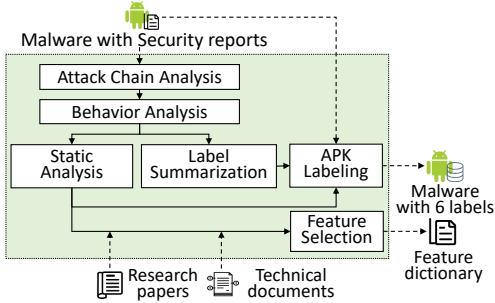 Malware with Security reports
Attack Chain Analysis
Behavior Analysis
Static
Analysis
Label
Summarization
APK
Labeling
Malware
with 6 labels
Feature
Selection
Feature
dictionary
Research
papers
Technical
documents